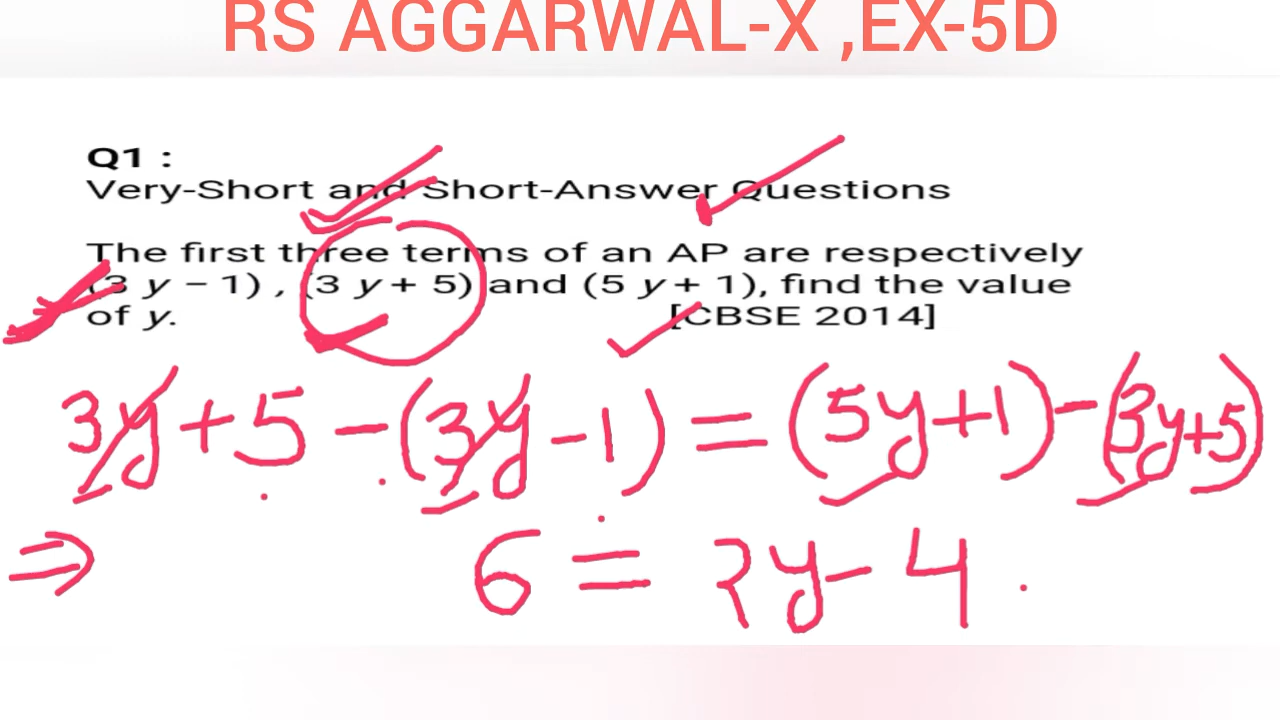 RS AGGARWAL-X ,EX-5D
Q1 :
Very-Short and Short-Answer Questions
The first three terms of an AP are respectively
(3 y − 1) , (3 y + 5) and (5 y + 1), find the value
of y. [CBSE 2014]
3y + 5 - (3y - 1) = (5y + 1) - (3y + 5)
⇒ 6 = 2y - 4